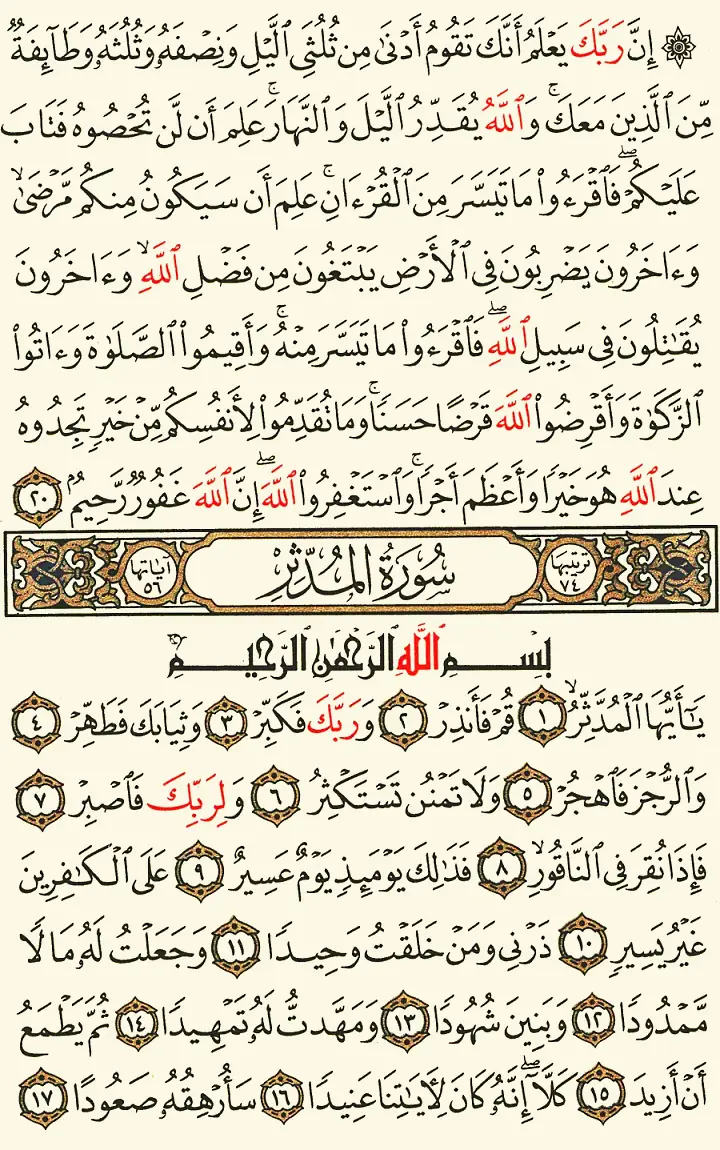 ۞ إِنَّ رَبَّكَ يَعْلَمُ أَنَّكَ تَقُومُ أَدْنَىٰ مِن ثُلُثَيِ ٱلَّيْلِ وَنِصْفَهُۥ وَثُلُثَهُۥ وَطَآئِفَةٌ
مِّنَ ٱلَّذِينَ مَعَكَۚ وَٱللَّهُ يُقَدِّرُ ٱلَّيْلَ وَٱلنَّهَارَۚ عَلِمَ أَن لَّن تُحْصُوهُ فَتَابَ
عَلَيْكُمْۖ فَٱقْرَءُوا۟ مَا تَيَسَّرَ مِنَ ٱلْقُرْءَانِۚ عَلِمَ أَن سَيَكُونُ مِنكُم مَّرْضَىٰۙ
وَءَاخَرُونَ يَضْرِبُونَ فِى ٱلْأَرْضِ يَبْتَغُونَ مِن فَضْلِ ٱللَّهِۙ وَءَاخَرُونَ
يُقَٰتِلُونَ فِى سَبِيلِ ٱللَّهِۖ فَٱقْرَءُوا۟ مَا تَيَسَّرَ مِنْهُۚ وَأَقِيمُوا۟ ٱلصَّلَوٰةَ وَءَاتُوا۟
ٱلزَّكَوٰةَ وَأَقْرِضُوا۟ ٱللَّهَ قَرْضًا حَسَنًاۚ وَمَا تُقَدِّمُوا۟ لِأَنفُسِكُم مِّنْ خَيْرٍ تَجِدُوهُ
عِندَ ٱللَّهِ هُوَ خَيْرًا وَأَعْظَمَ أَجْرًاۚ وَٱسْتَغْفِرُوا۟ ٱللَّهَۖ إِنَّ ٱللَّهَ غَفُورٌ رَّحِيمٌۢ ٢٠
ترتيبها ٧٤ سُورَةُ المُدَّثِّرِ آياتها ٥٦
بِسْمِ ٱللَّهِ ٱلرَّحْمَٰنِ ٱلرَّحِيمِ
يَٰٓأَيُّهَا ٱلْمُدَّثِّرُۙ ١ قُمْ فَأَنذِرْ ٢ وَرَبَّكَ فَكَبِّرْ ٣ وَثِيَابَكَ فَطَهِّرْ ٤
وَٱلرُّجْزَ فَٱهْجُرْ ٥ وَلَا تَمْنُن تَسْتَكْثِرُ ٦ وَلِرَبِّكَ فَٱصْبِرْ ٧
فَإِذَا نُقِرَ فِى ٱلنَّاقُورِۙ ٨ فَذَٰلِكَ يَوْمَئِذٍ يَوْمٌ عَسِيرٌ ٩ عَلَى ٱلْكَٰفِرِينَ
غَيْرُ يَسِيرٍ ١٠ ذَرْنِى وَمَنْ خَلَقْتُ وَحِيدًا ١١ وَجَعَلْتُ لَهُۥ مَالًا
مَّمْدُودًا ١٢ وَبَنِينَ شُهُودًا ١٣ وَمَهَّدتُّ لَهُۥ تَمْهِيدًا ١٤ ثُمَّ يَطْمَعُ
أَنْ أَزِيدَ ١٥ كَلَّآۖ إِنَّهُۥ كَانَ لِأَيَٰتِنَا عَنِيدًا ١٦ سَأُرْهِقُهُۥ صَعُودًا ١٧